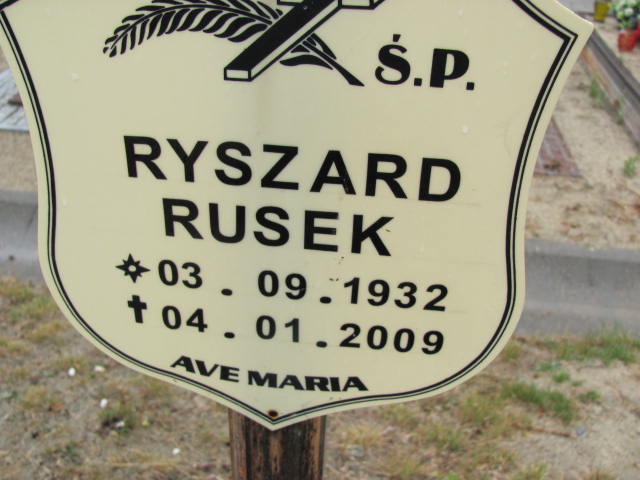 Ś.P.
RYSZARD
RUSEK
03.09.1932
04.01.2009
AVE MARIA